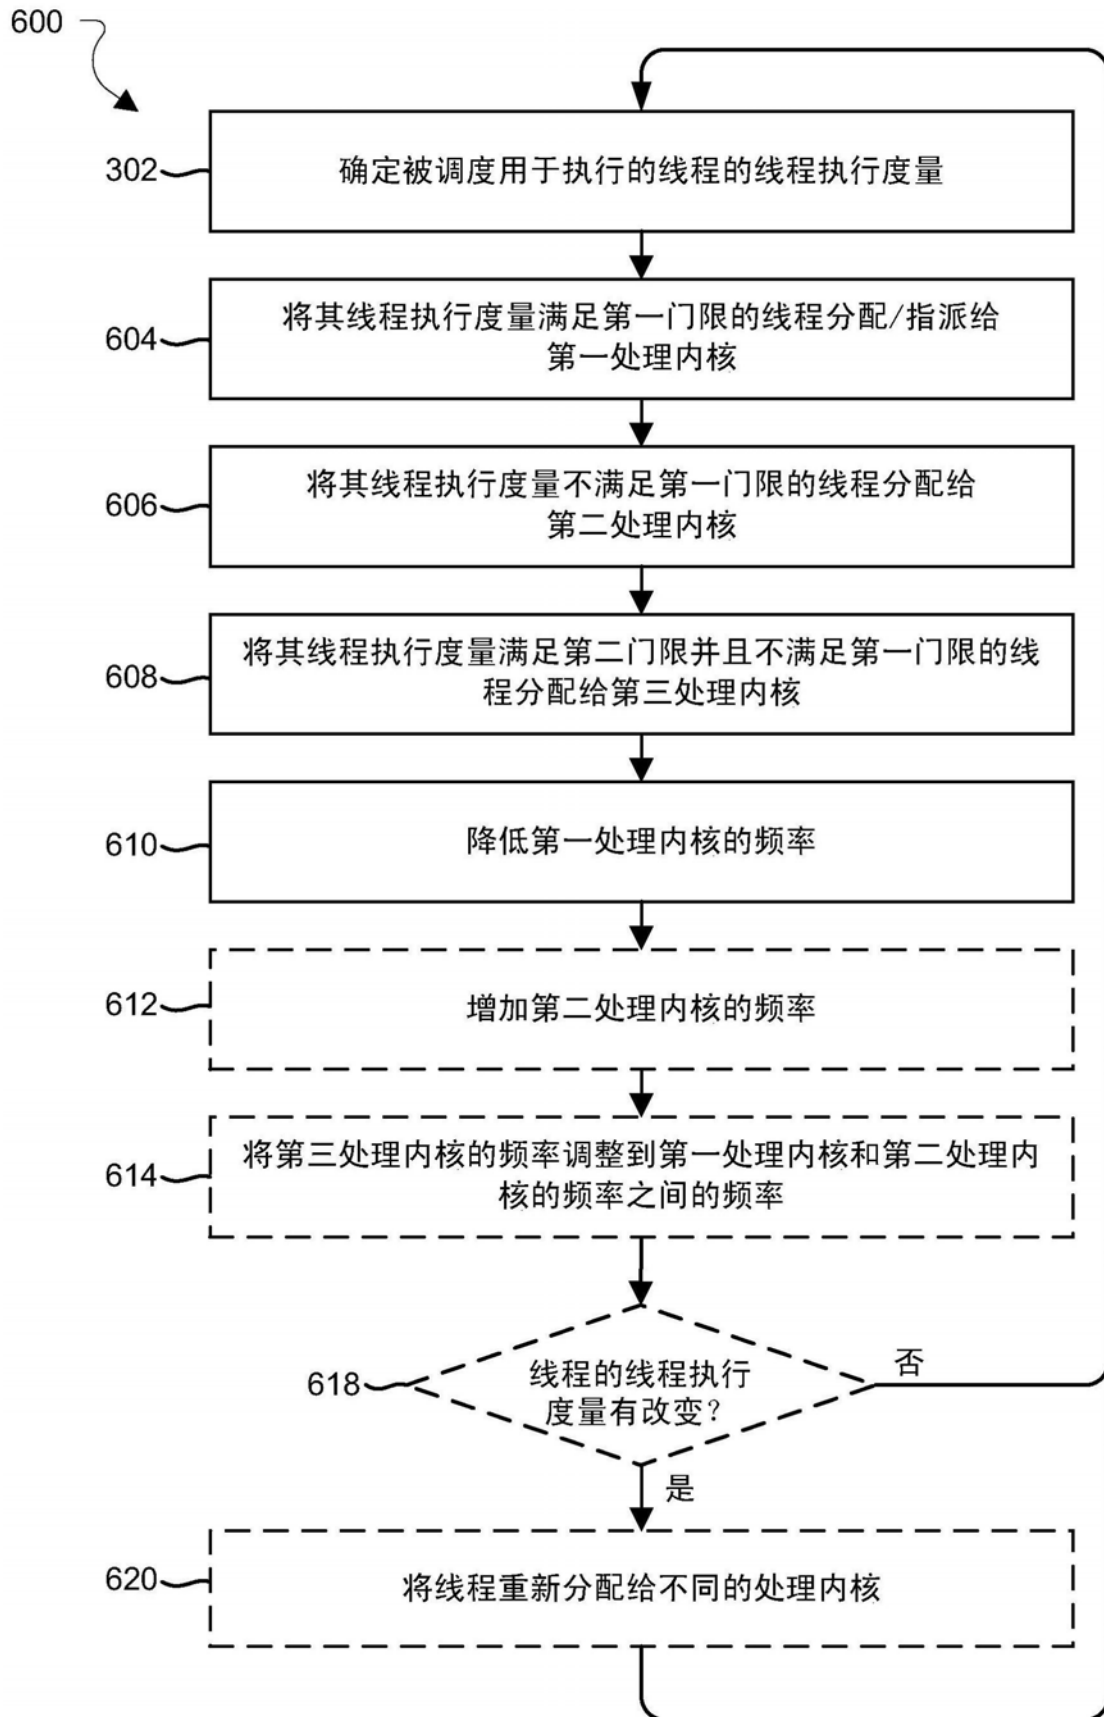 600
302
确定被调度用于执行的线程的线程执行度量
604
将其线程执行度量满足第一门限的线程分配/指派给
第一处理内核
606
将其线程执行度量不满足第一门限的线程分配给
第二处理内核
608
将其线程执行度量满足第二门限并且不满足第一门限的线
程分配给第三处理内核
610
降低第一处理内核的频率
612
增加第二处理内核的频率
614
将第三处理内核的频率调整到第一处理内核和第二处理内
核的频率之间的频率
618
线程的线程执行
度量有改变?
否
是
620
将线程重新分配给不同的处理内核